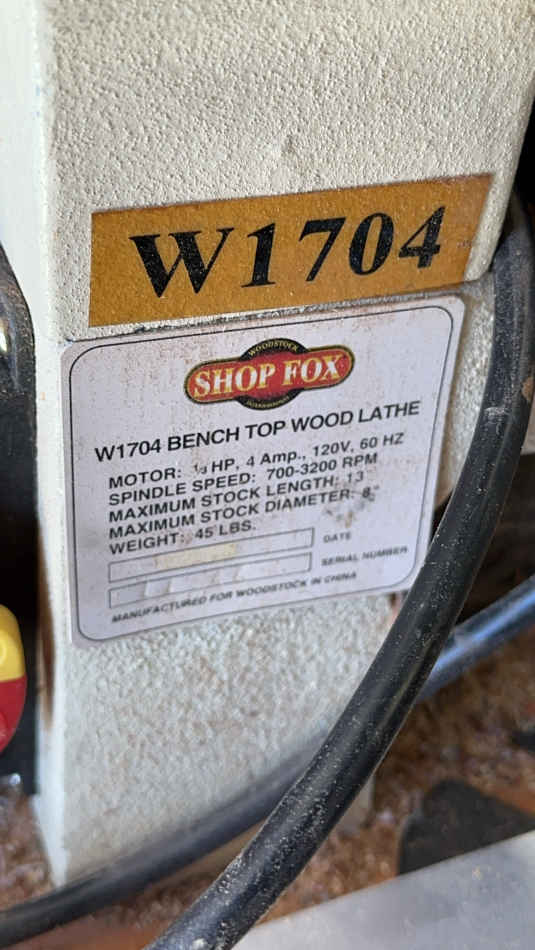 W1704
WOODSTOCK
SHOP FOX
INTERNATIONAL
W1704 BENCH TOP WOOD LATHE
MOTOR: ⅓ HP, 4 Amp., 120V, 60 HZ
SPINDLE SPEED: 700-3200 RPM
MAXIMUM STOCK LENGTH: 13"
MAXIMUM STOCK DIAMETER: 8"
WEIGHT: 45 LBS.
DATE
SERIAL NUMBER
MANUFACTURED FOR WOODSTOCK IN CHINA